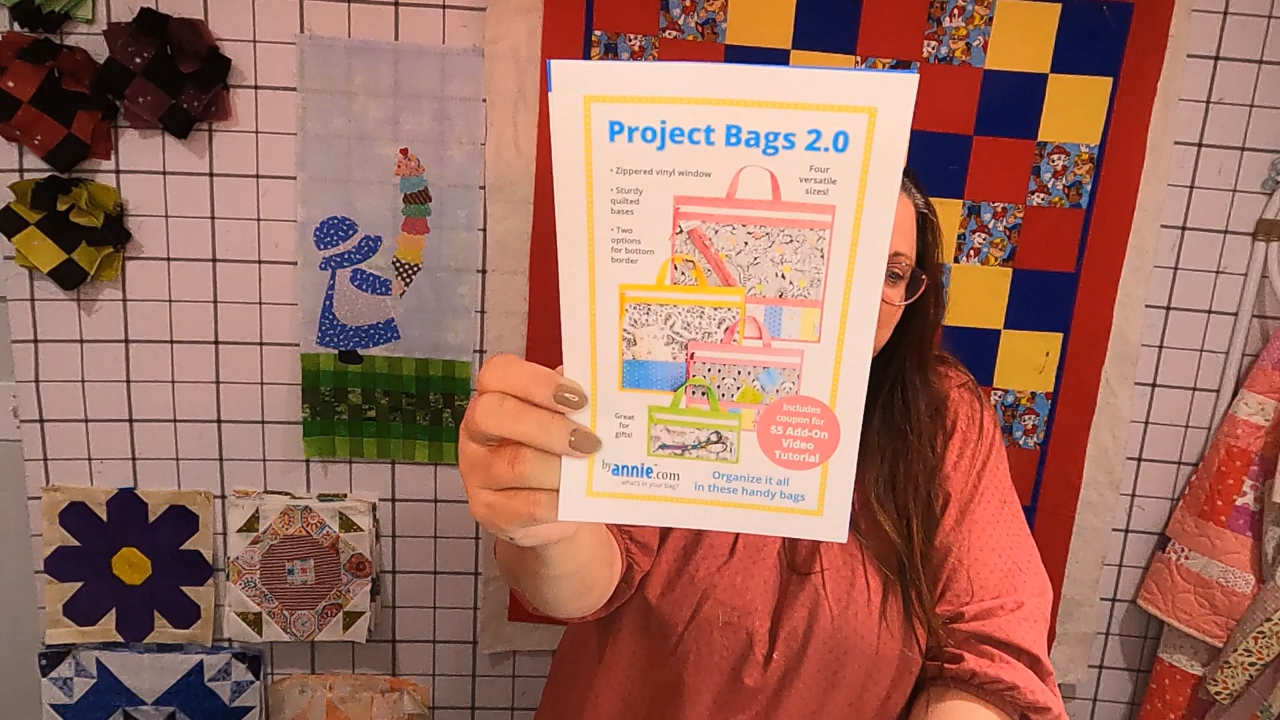 Project Bags 2.0
• Zippered vinyl window
• Sturdy
quilted
bases
• Two
options
for bottom
border
Four
versatile
sizes!
Great
for
gifts!
Includes
coupon for
$5 Add-On
Video
Tutorial
byannie.com
what's in your bag?
Organize it all
in these handy bags